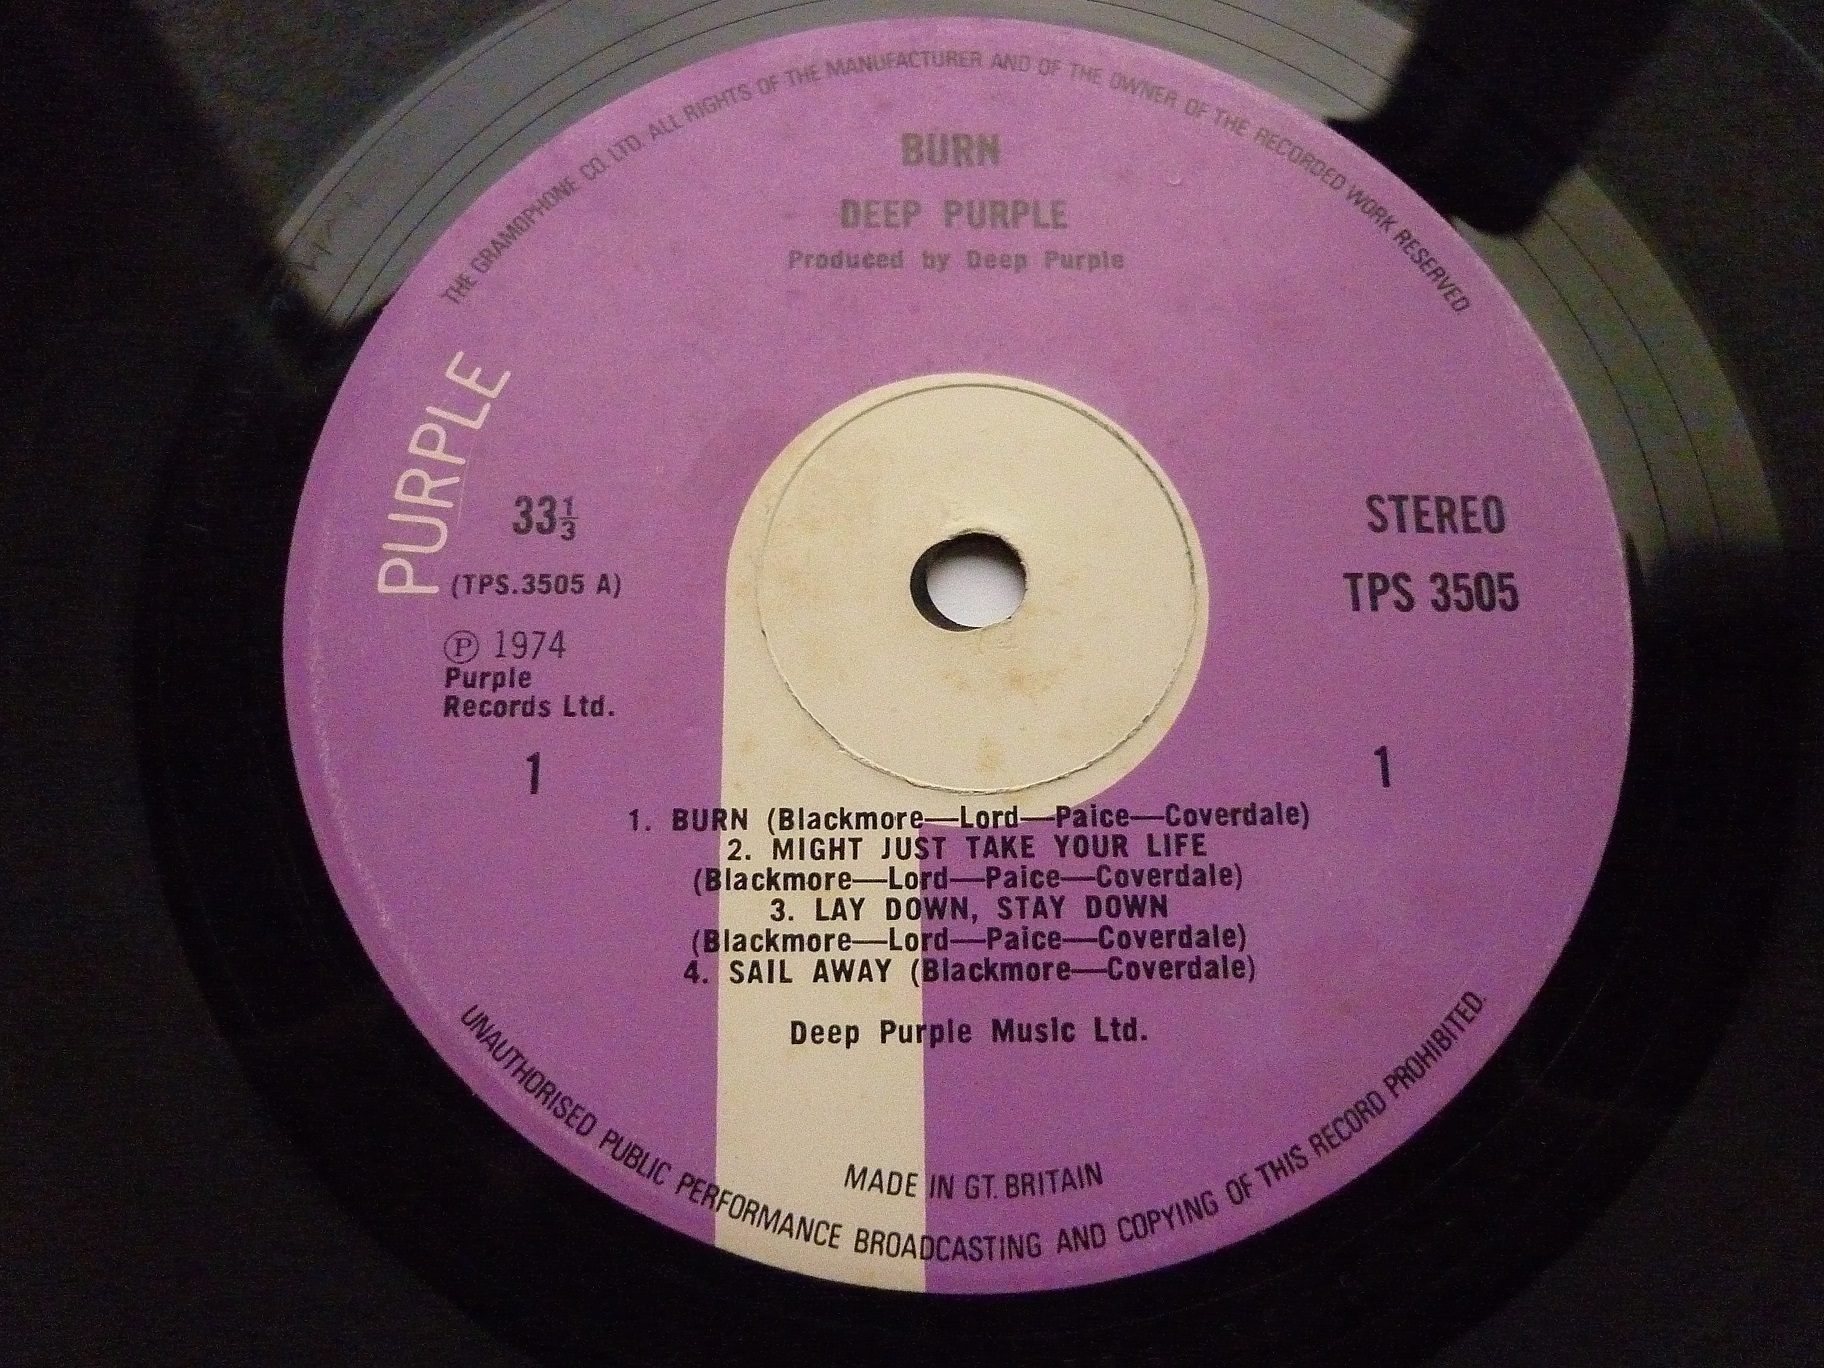 THE GRAMOPHONE CO. LTD. ALL RIGHTS OF THE MANUFACTURER AND OF THE OWNER OF THE RECORDED WORK RESERVED
BURN
DEEP PURPLE
Produced by Deep Purple
PURPLE
33⅓
STEREO
(TPS.3505 A)
TPS 3505
℗ 1974
Purple
Records Ltd.
1
1
1. BURN (Blackmore—Lord—Paice—Coverdale)
2. MIGHT JUST TAKE YOUR LIFE
(Blackmore—Lord—Paice—Coverdale)
3. LAY DOWN, STAY DOWN
(Blackmore—Lord—Paice—Coverdale)
4. SAIL AWAY (Blackmore—Coverdale)
Deep Purple Music Ltd.
MADE IN GT. BRITAIN
UNAUTHORISED PUBLIC PERFORMANCE BROADCASTING AND COPYING OF THIS RECORD PROHIBITED.